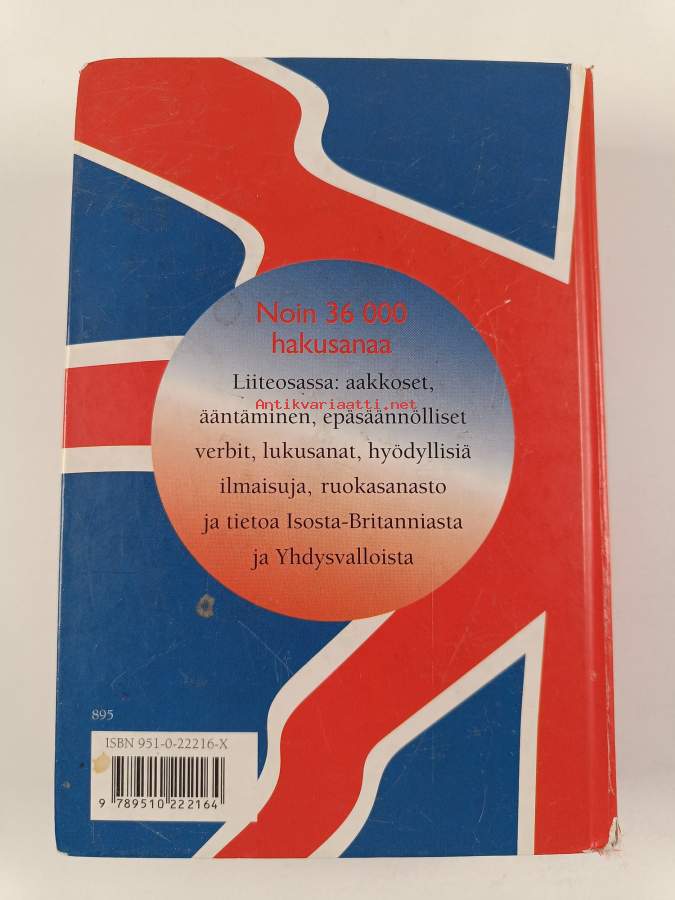 Noin 36 000
hakusanaa
Liiteosassa: aakkoset,
Antikvariaatti.net
ääntäminen, epäsäännölliset
verbit, lukusanat, hyödyllisiä
ilmaisuja, ruokasanasto
ja tietoa Isosta-Britanniasta
ja Yhdysvalloista
895
ISBN 951-0-22216-X
9 789510 222164